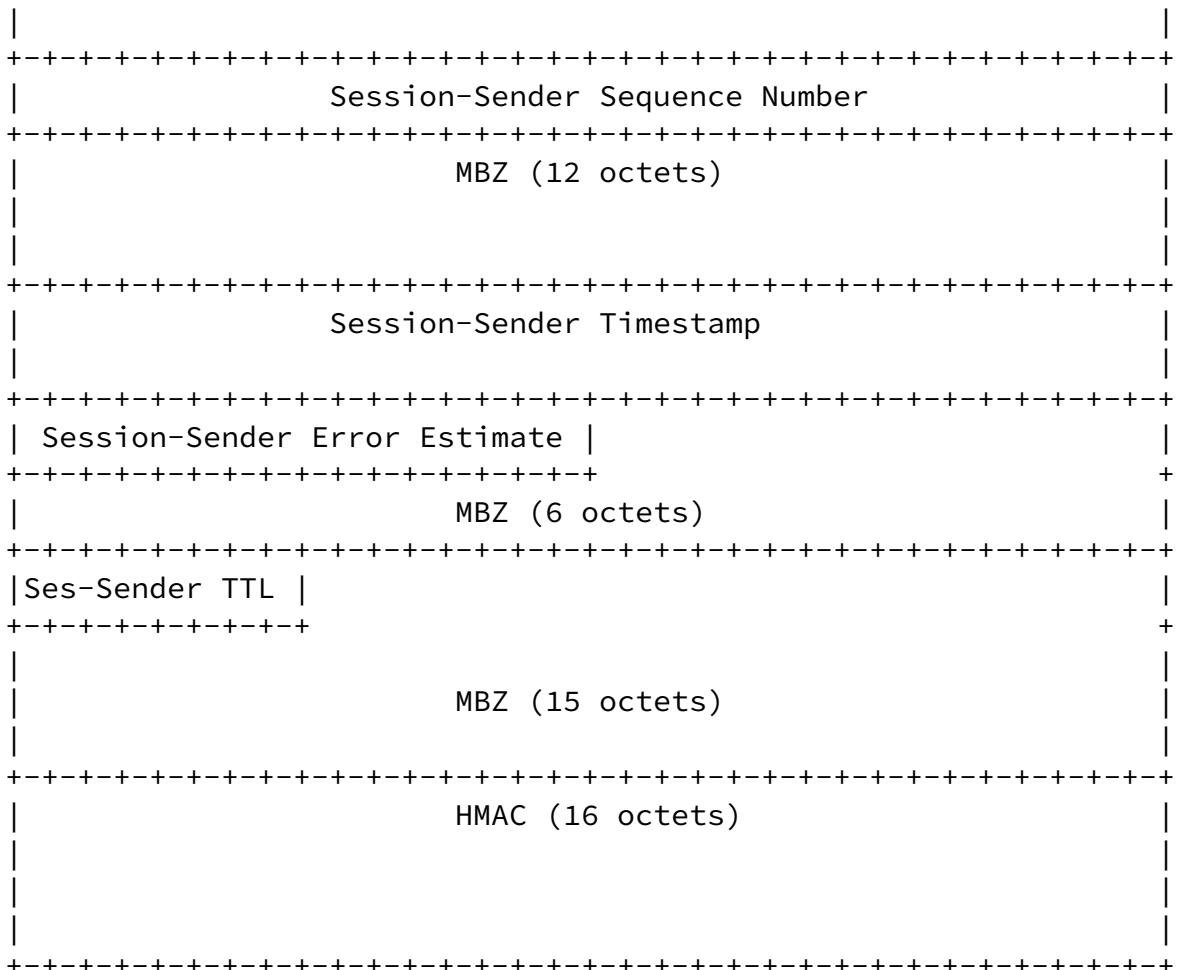 |                                                               |
+-+-+-+-+-+-+-+-+-+-+-+-+-+-+-+-+-+-+-+-+-+-+-+-+-+-+-+-+-+-+-+-+
|                 Session-Sender Sequence Number                |
+-+-+-+-+-+-+-+-+-+-+-+-+-+-+-+-+-+-+-+-+-+-+-+-+-+-+-+-+-+-+-+-+
|                        MBZ (12 octets)                        |
|                                                               |
|                                                               |
+-+-+-+-+-+-+-+-+-+-+-+-+-+-+-+-+-+-+-+-+-+-+-+-+-+-+-+-+-+-+-+-+
|                 Session-Sender Timestamp                      |
|                                                               |
+-+-+-+-+-+-+-+-+-+-+-+-+-+-+-+-+-+-+-+-+-+-+-+-+-+-+-+-+-+-+-+-+
| Session-Sender Error Estimate |                               |
+-+-+-+-+-+-+-+-+-+-+-+-+-+-+-+-+                               +
|                        MBZ (6 octets)                         |
+-+-+-+-+-+-+-+-+-+-+-+-+-+-+-+-+-+-+-+-+-+-+-+-+-+-+-+-+-+-+-+-+
|Ses-Sender TTL |                                               |
+-+-+-+-+-+-+-+-+                                               +
|                                                               |
|                        MBZ (15 octets)                        |
|                                                               |
+-+-+-+-+-+-+-+-+-+-+-+-+-+-+-+-+-+-+-+-+-+-+-+-+-+-+-+-+-+-+-+-+
|                        HMAC (16 octets)                       |
|                                                               |
|                                                               |
|                                                               |
+-+-+-+-+-+-+-+-+-+-+-+-+-+-+-+-+-+-+-+-+-+-+-+-+-+-+-+-+-+-+-+-+